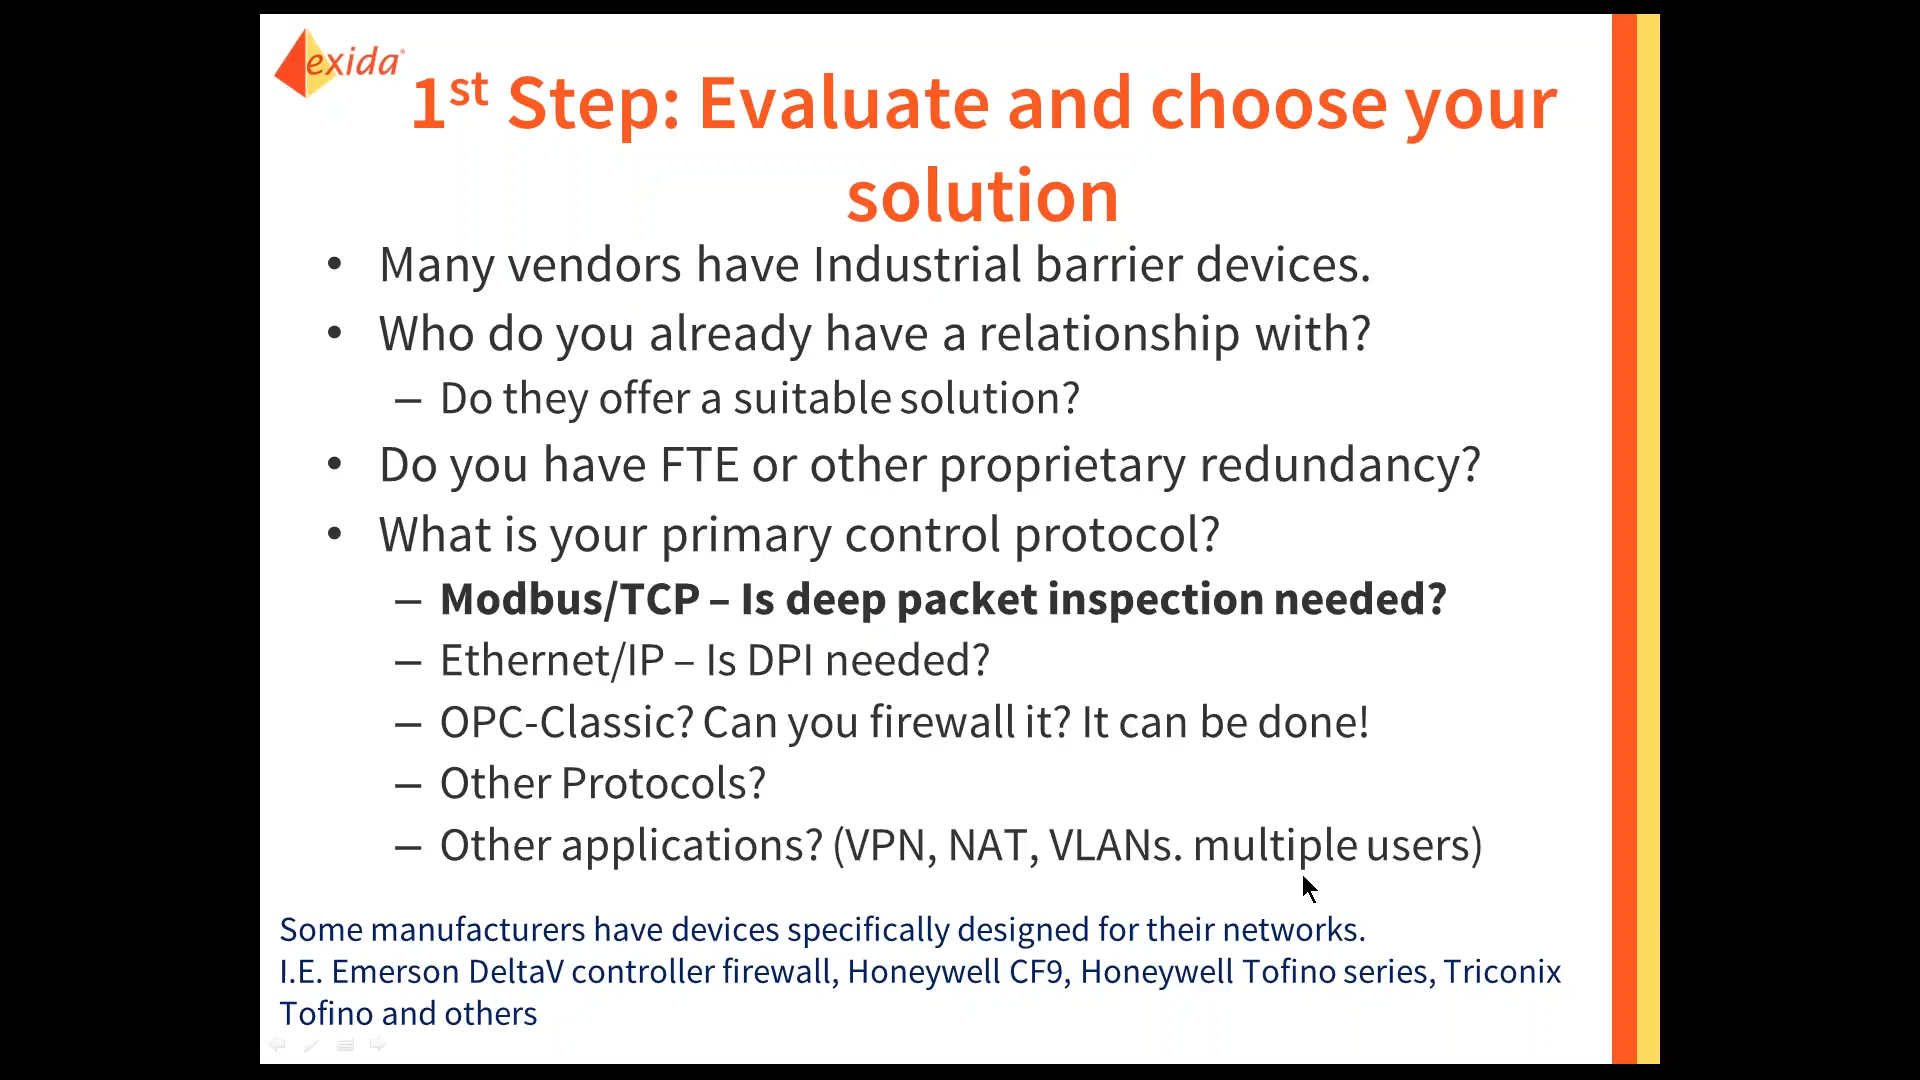 exida®
1st Step: Evaluate and choose your
solution
• Many vendors have Industrial barrier devices.
• Who do you already have a relationship with?
– Do they offer a suitable solution?
• Do you have FTE or other proprietary redundancy?
• What is your primary control protocol?
– Modbus/TCP – Is deep packet inspection needed?
– Ethernet/IP – Is DPI needed?
– OPC-Classic? Can you firewall it? It can be done!
– Other Protocols?
– Other applications? (VPN, NAT, VLANs. multiple users)
Some manufacturers have devices specifically designed for their networks.
I.E. Emerson DeltaV controller firewall, Honeywell CF9, Honeywell Tofino series, Triconix
Tofino and others